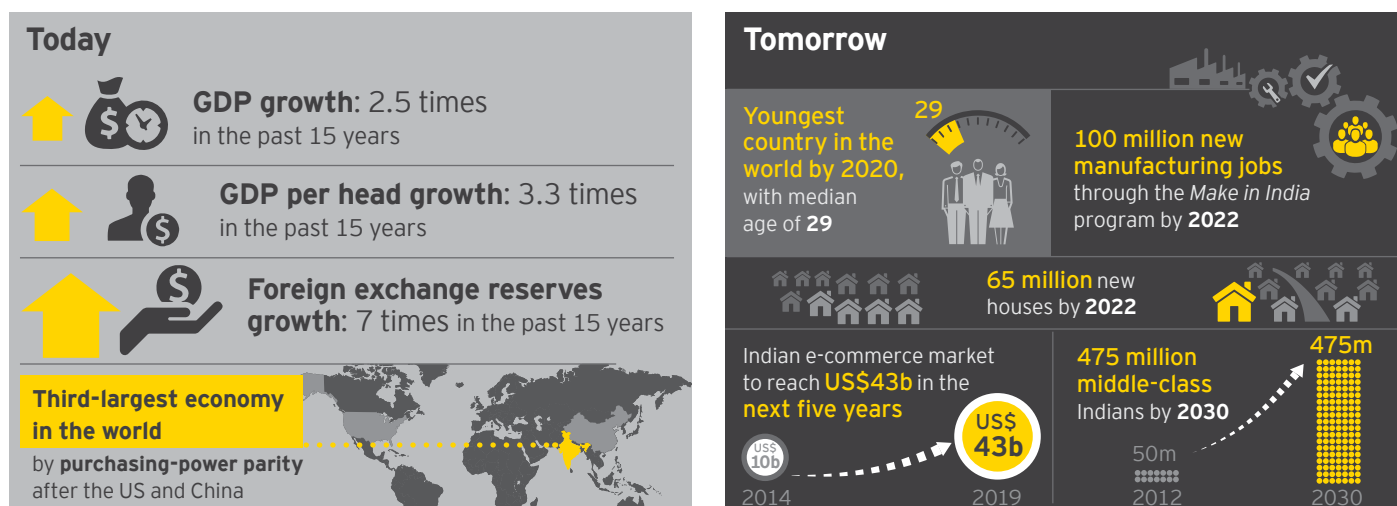 Today
GDP growth: 2.5 times
in the past 15 years
GDP per head growth: 3.3 times
in the past 15 years
Foreign exchange reserves
growth: 7 times in the past 15 years
Third-largest economy
in the world
by purchasing-power parity
after the US and China
Tomorrow
Youngest
country in the
world by 2020,
with median
age of 29
29
100 million new
manufacturing jobs
through the Make in India
program by 2022
65 million new
houses by 2022
Indian e-commerce market
to reach US$43b in the
next five years
US$
10b
2014
US$
43b
2019
475 million
middle-class
Indians by 2030
50m
2012
475m
2030